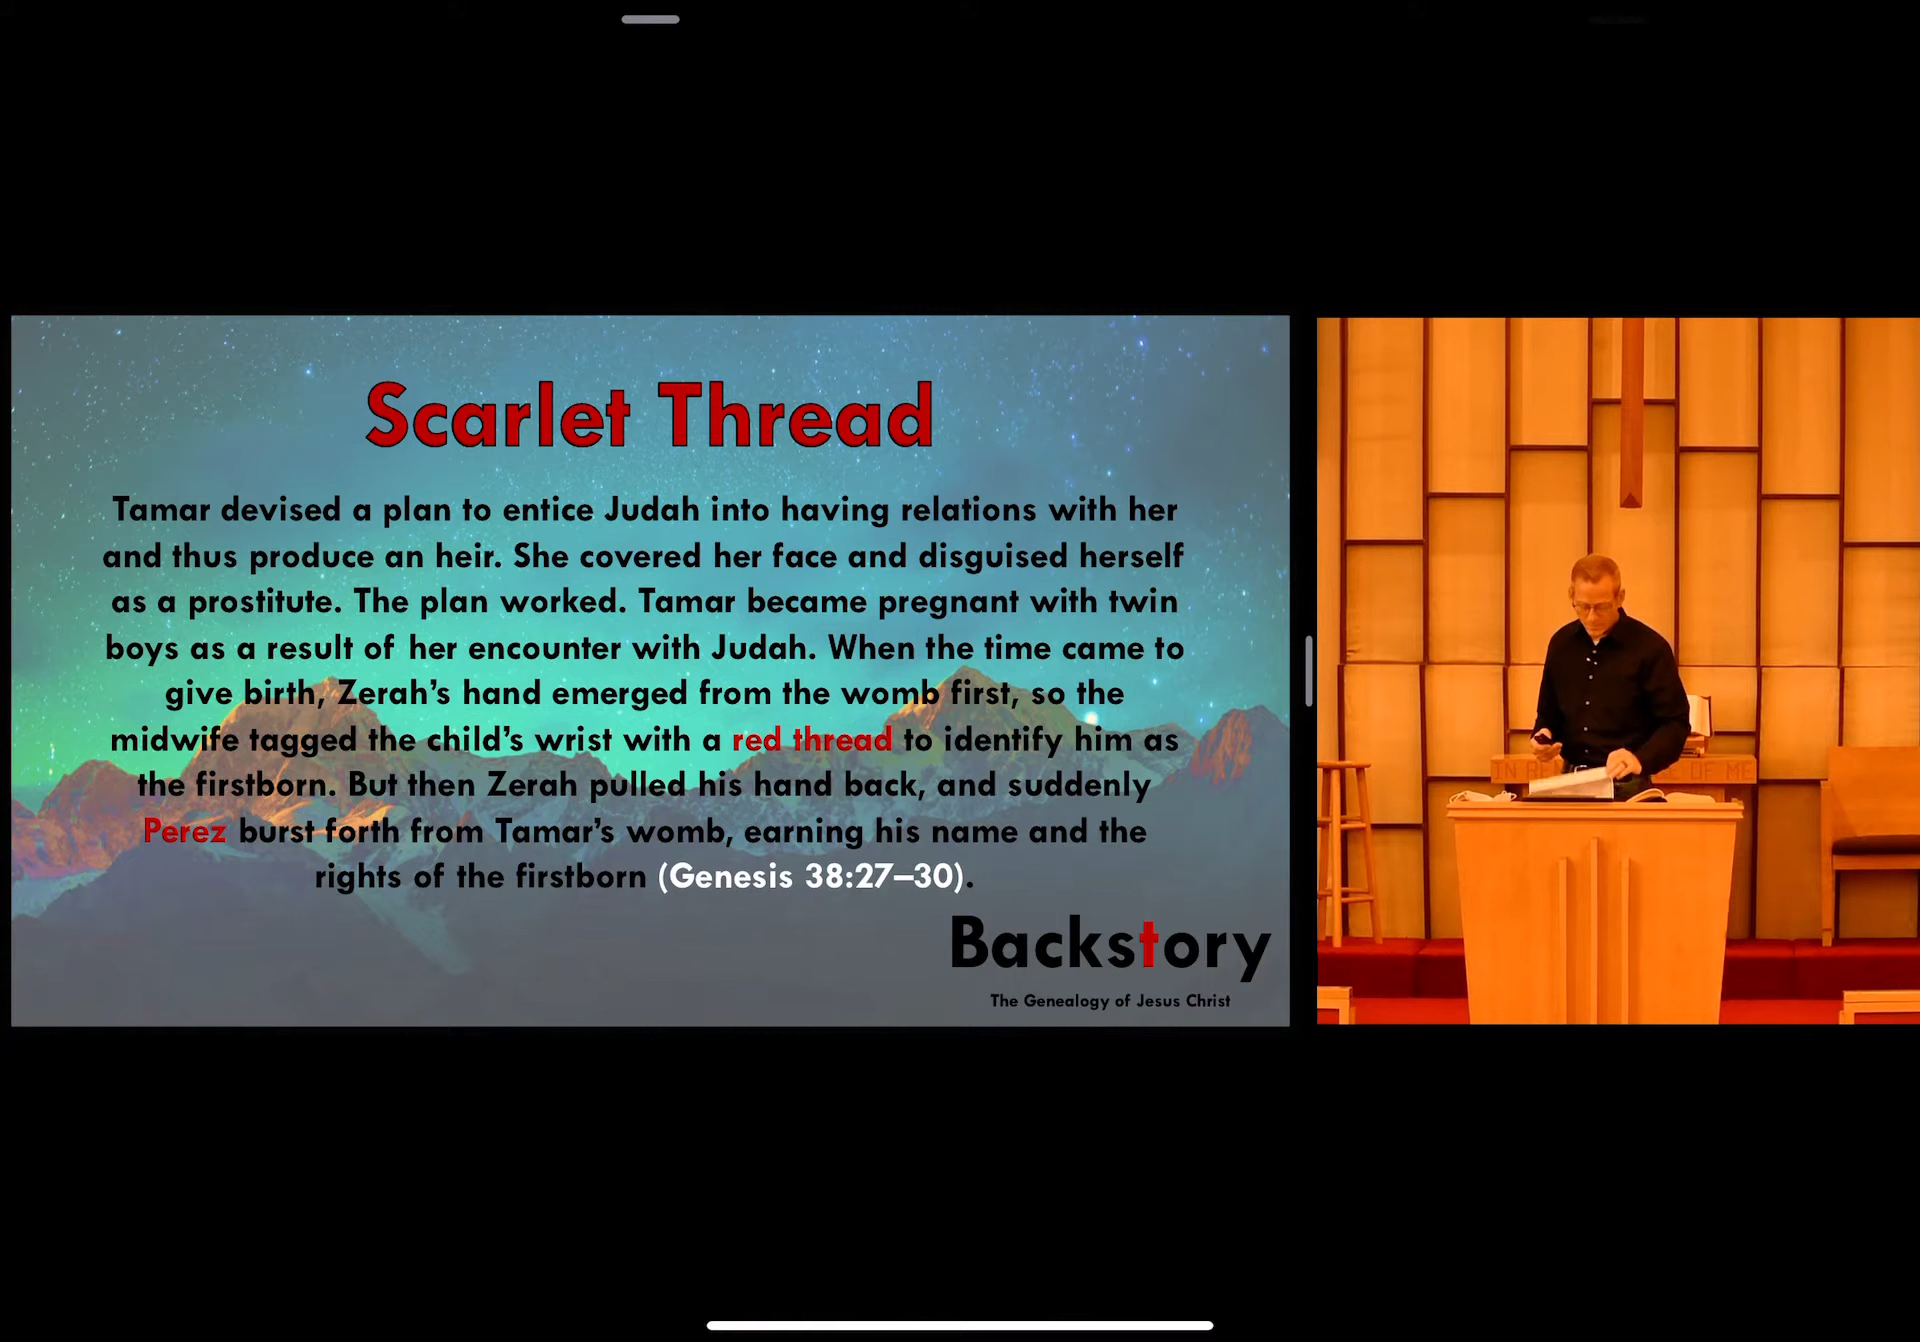 Scarlet Thread
Tamar devised a plan to entice Judah into having relations with her
and thus produce an heir. She covered her face and disguised herself
as a prostitute. The plan worked. Tamar became pregnant with twin
boys as a result of her encounter with Judah. When the time came to
give birth, Zerah’s hand emerged from the womb first, so the
midwife tagged the child’s wrist with a red thread to identify him as
the firstborn. But then Zerah pulled his hand back, and suddenly
Perez burst forth from Tamar’s womb, earning his name and the
rights of the firstborn (Genesis 38:27–30).
Backstory
The Genealogy of Jesus Christ
IN OF ME